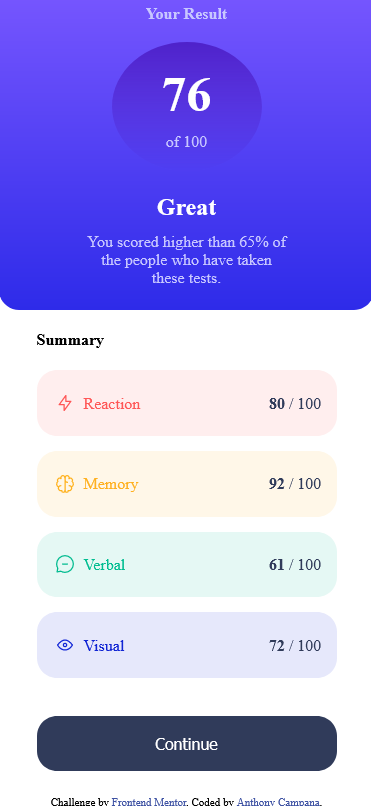 Your Result
76
of 100
Great
You scored higher than 65% of
the people who have taken
these tests.
Summary
Reaction 80 / 100
Memory 92 / 100
Verbal 61 / 100
Visual 72 / 100
Continue
Challenge by Frontend Mentor. Coded by Anthony Campana.